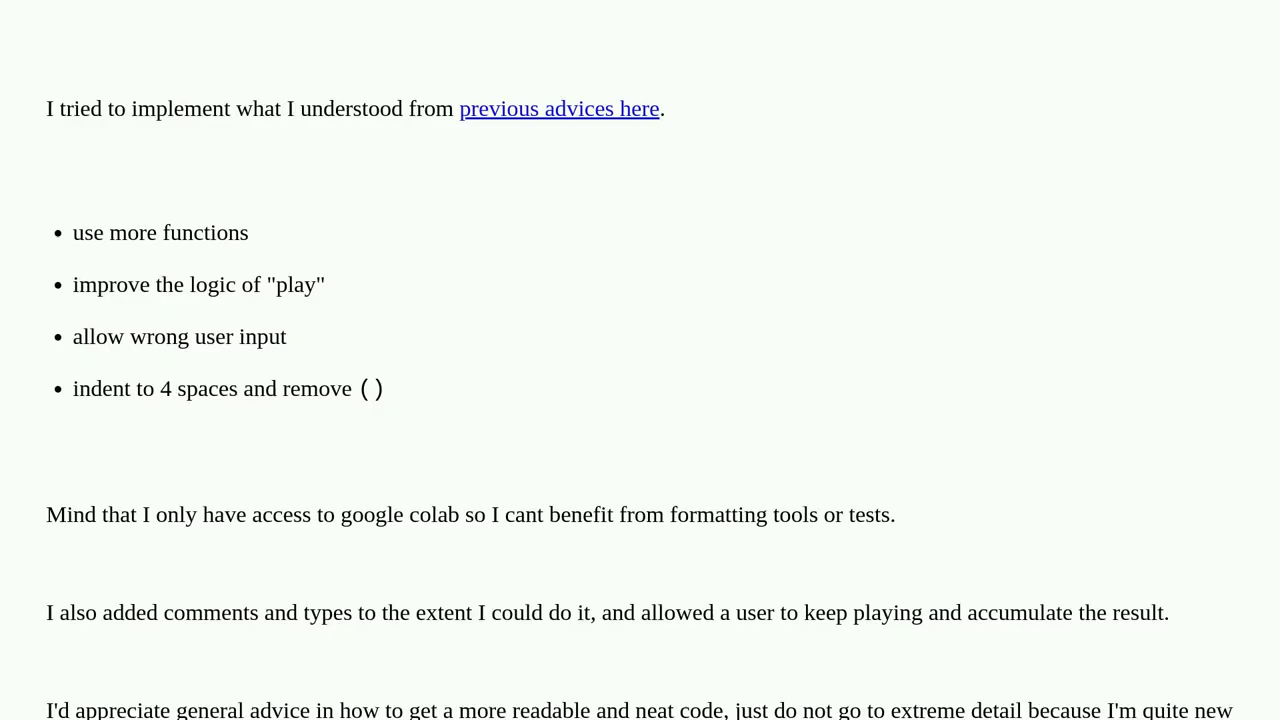 I tried to implement what I understood from previous advices here.
• use more functions
• improve the logic of "play"
• allow wrong user input
• indent to 4 spaces and remove ()
Mind that I only have access to google colab so I cant benefit from formatting tools or tests.
I also added comments and types to the extent I could do it, and allowed a user to keep playing and accumulate the result.
I'd appreciate general advice in how to get a more readable and neat code, just do not go to extreme detail because I'm quite new